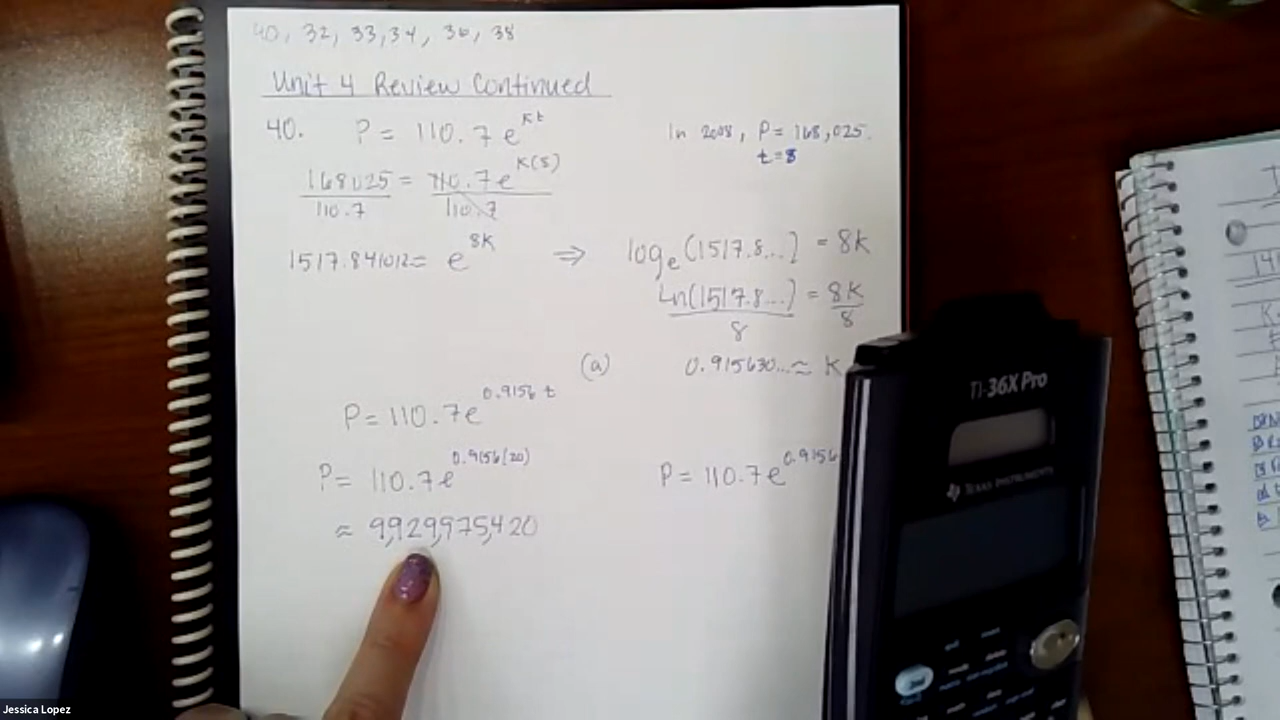 40, 32, 33, 34, 36, 38
Unit 4 Review Continued
40. P = 110.7 e^kt
In 2008, P = 168,025.
t = 8
168025 = 110.7 e^k(8)
110.7 110.7
1517.841012 = e^8k ⇒ log_e (1517.8...) = 8k
Ln(1517.8...) = 8k
8 8
(a) 0.915630... ≈ k
P = 110.7e^0.9156 t
P = 110.7e^0.9156(20)
P = 110.7e^0.9156
≈ 9,929,975,420
TI-36X Pro
TEXAS INSTRUMENTS
Jessica Lopez